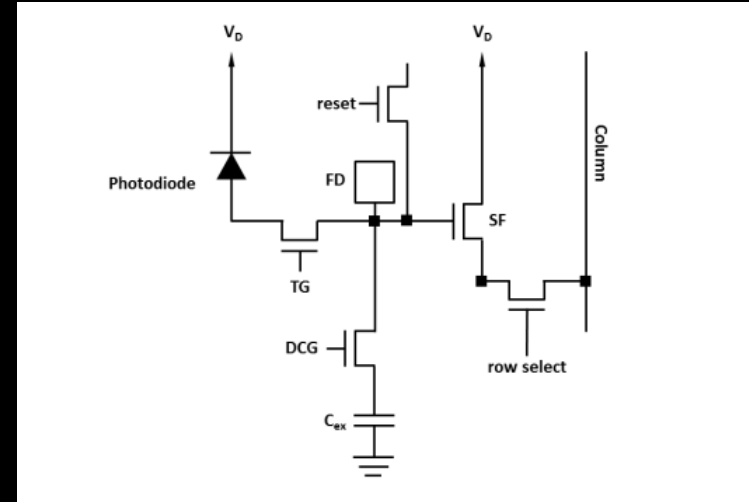 V_D
V_D
reset
Column
FD
Photodiode
SF
TG
DCG
row select
C_ex